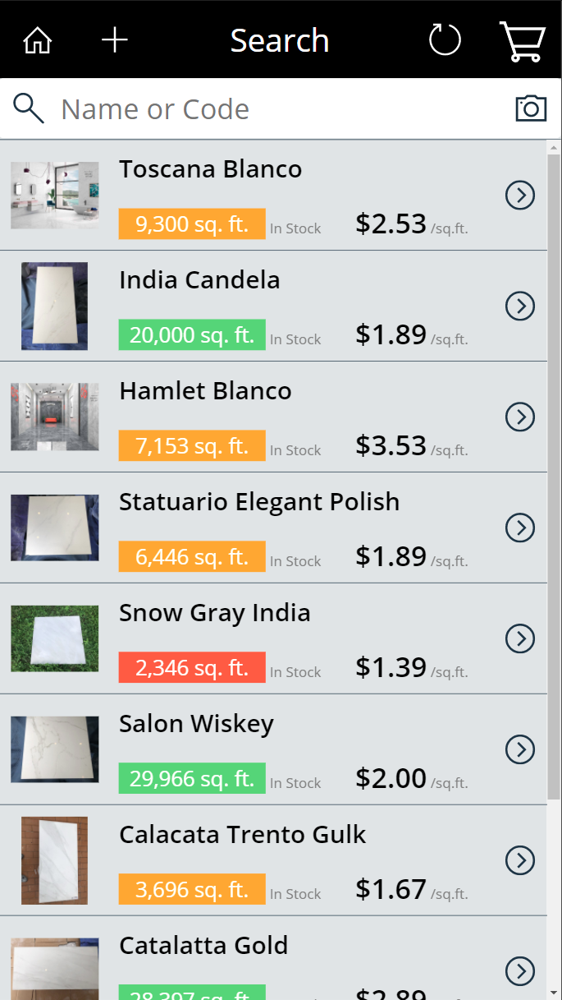 Search
Name or Code
Toscana Blanco
9,300 sq. ft. In Stock $2.53 /sq.ft.
India Candela
20,000 sq. ft. In Stock $1.89 /sq.ft.
Hamlet Blanco
7,153 sq. ft. In Stock $3.53 /sq.ft.
Statuario Elegant Polish
6,446 sq. ft. In Stock $1.89 /sq.ft.
Snow Gray India
2,346 sq. ft. In Stock $1.39 /sq.ft.
Salon Wiskey
29,966 sq. ft. In Stock $2.00 /sq.ft.
Calacata Trento Gulk
3,696 sq. ft. In Stock $1.67 /sq.ft.
Catalatta Gold
28,397 sq. ft. In Stock $2.89 /sq.ft.